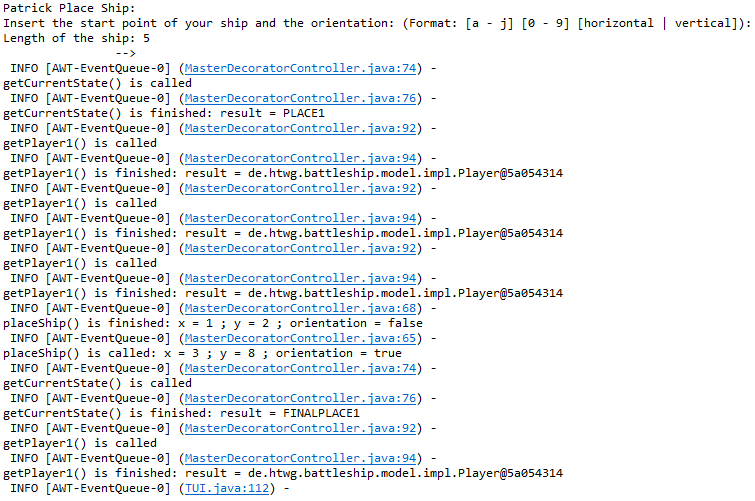 Patrick Place Ship:
Insert the start point of your ship and the orientation: (Format: [a - j] [0 - 9] [horizontal | vertical]):
Length of the ship: 5
-->
INFO [AWT-EventQueue-0] (MasterDecoratorController.java:74) -
getCurrentState() is called
INFO [AWT-EventQueue-0] (MasterDecoratorController.java:76) -
getCurrentState() is finished: result = PLACE1
INFO [AWT-EventQueue-0] (MasterDecoratorController.java:92) -
getPlayer1() is called
INFO [AWT-EventQueue-0] (MasterDecoratorController.java:94) -
getPlayer1() is finished: result = de.htwg.battleship.model.impl.Player@5a054314
INFO [AWT-EventQueue-0] (MasterDecoratorController.java:92) -
getPlayer1() is called
INFO [AWT-EventQueue-0] (MasterDecoratorController.java:94) -
getPlayer1() is finished: result = de.htwg.battleship.model.impl.Player@5a054314
INFO [AWT-EventQueue-0] (MasterDecoratorController.java:92) -
getPlayer1() is called
INFO [AWT-EventQueue-0] (MasterDecoratorController.java:94) -
getPlayer1() is finished: result = de.htwg.battleship.model.impl.Player@5a054314
INFO [AWT-EventQueue-0] (MasterDecoratorController.java:68) -
placeShip() is finished: x = 1 ; y = 2 ; orientation = false
INFO [AWT-EventQueue-0] (MasterDecoratorController.java:65) -
placeShip() is called: x = 3 ; y = 8 ; orientation = true
INFO [AWT-EventQueue-0] (MasterDecoratorController.java:74) -
getCurrentState() is called
INFO [AWT-EventQueue-0] (MasterDecoratorController.java:76) -
getCurrentState() is finished: result = FINALPLACE1
INFO [AWT-EventQueue-0] (MasterDecoratorController.java:92) -
getPlayer1() is called
INFO [AWT-EventQueue-0] (MasterDecoratorController.java:94) -
getPlayer1() is finished: result = de.htwg.battleship.model.impl.Player@5a054314
INFO [AWT-EventQueue-0] (TUI.java:112) -